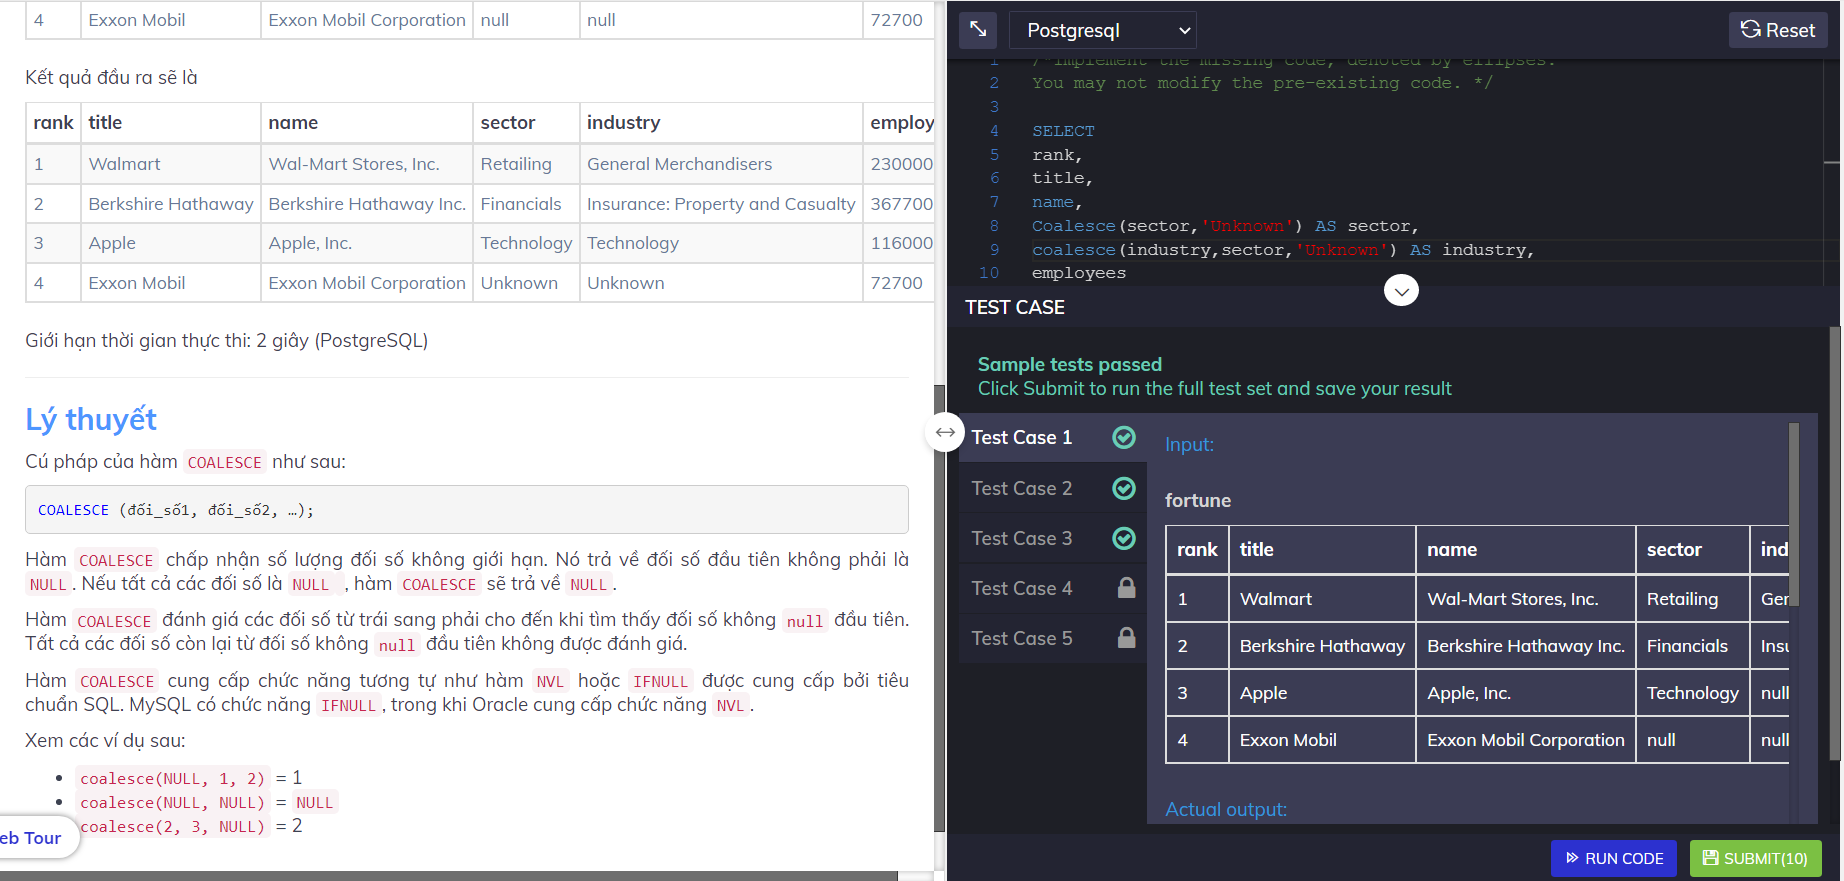 4 Exxon Mobil Exxon Mobil Corporation null null 72700
Kết quả đầu ra sẽ là
rank title name sector industry employ
1 Walmart Wal-Mart Stores, Inc. Retailing General Merchandisers 230000
2 Berkshire Hathaway Berkshire Hathaway Inc. Financials Insurance: Property and Casualty 367700
3 Apple Apple, Inc. Technology Technology 116000
4 Exxon Mobil Exxon Mobil Corporation Unknown Unknown 72700
Giới hạn thời gian thực thi: 2 giây (PostgreSQL)
Lý thuyết
Cú pháp của hàm COALESCE như sau:
COALESCE (đối_số1, đối_số2, …);
Hàm COALESCE chấp nhận số lượng đối số không giới hạn. Nó trả về đối số đầu tiên không phải là
NULL. Nếu tất cả các đối số là NULL , hàm COALESCE sẽ trả về NULL.
Hàm COALESCE đánh giá các đối số từ trái sang phải cho đến khi tìm thấy đối số không null đầu tiên.
Tất cả các đối số còn lại từ đối số không null đầu tiên không được đánh giá.
Hàm COALESCE cung cấp chức năng tương tự như hàm NVL hoặc IFNULL được cung cấp bởi tiêu
chuẩn SQL. MySQL có chức năng IFNULL, trong khi Oracle cung cấp chức năng NVL.
Xem các ví dụ sau:
• coalesce(NULL, 1, 2) = 1
• coalesce(NULL, NULL) = NULL
coalesce(2, 3, NULL) = 2
eb Tour
Postgresql
Reset
1 /*Implement the missing code, denoted by ellipses.
2 You may not modify the pre-existing code. */
3
4 SELECT
5 rank,
6 title,
7 name,
8 Coalesce(sector,'Unknown') AS sector,
9 coalesce(industry,sector,'Unknown') AS industry,
10 employees
TEST CASE
Sample tests passed
Click Submit to run the full test set and save your result
Test Case 1
Test Case 2
Test Case 3
Test Case 4
Test Case 5
Input:
fortune
rank title name sector ind
1 Walmart Wal-Mart Stores, Inc. Retailing Ger
2 Berkshire Hathaway Berkshire Hathaway Inc. Financials Insu
3 Apple Apple, Inc. Technology null
4 Exxon Mobil Exxon Mobil Corporation null null
Actual output:
RUN CODE
SUBMIT(10)